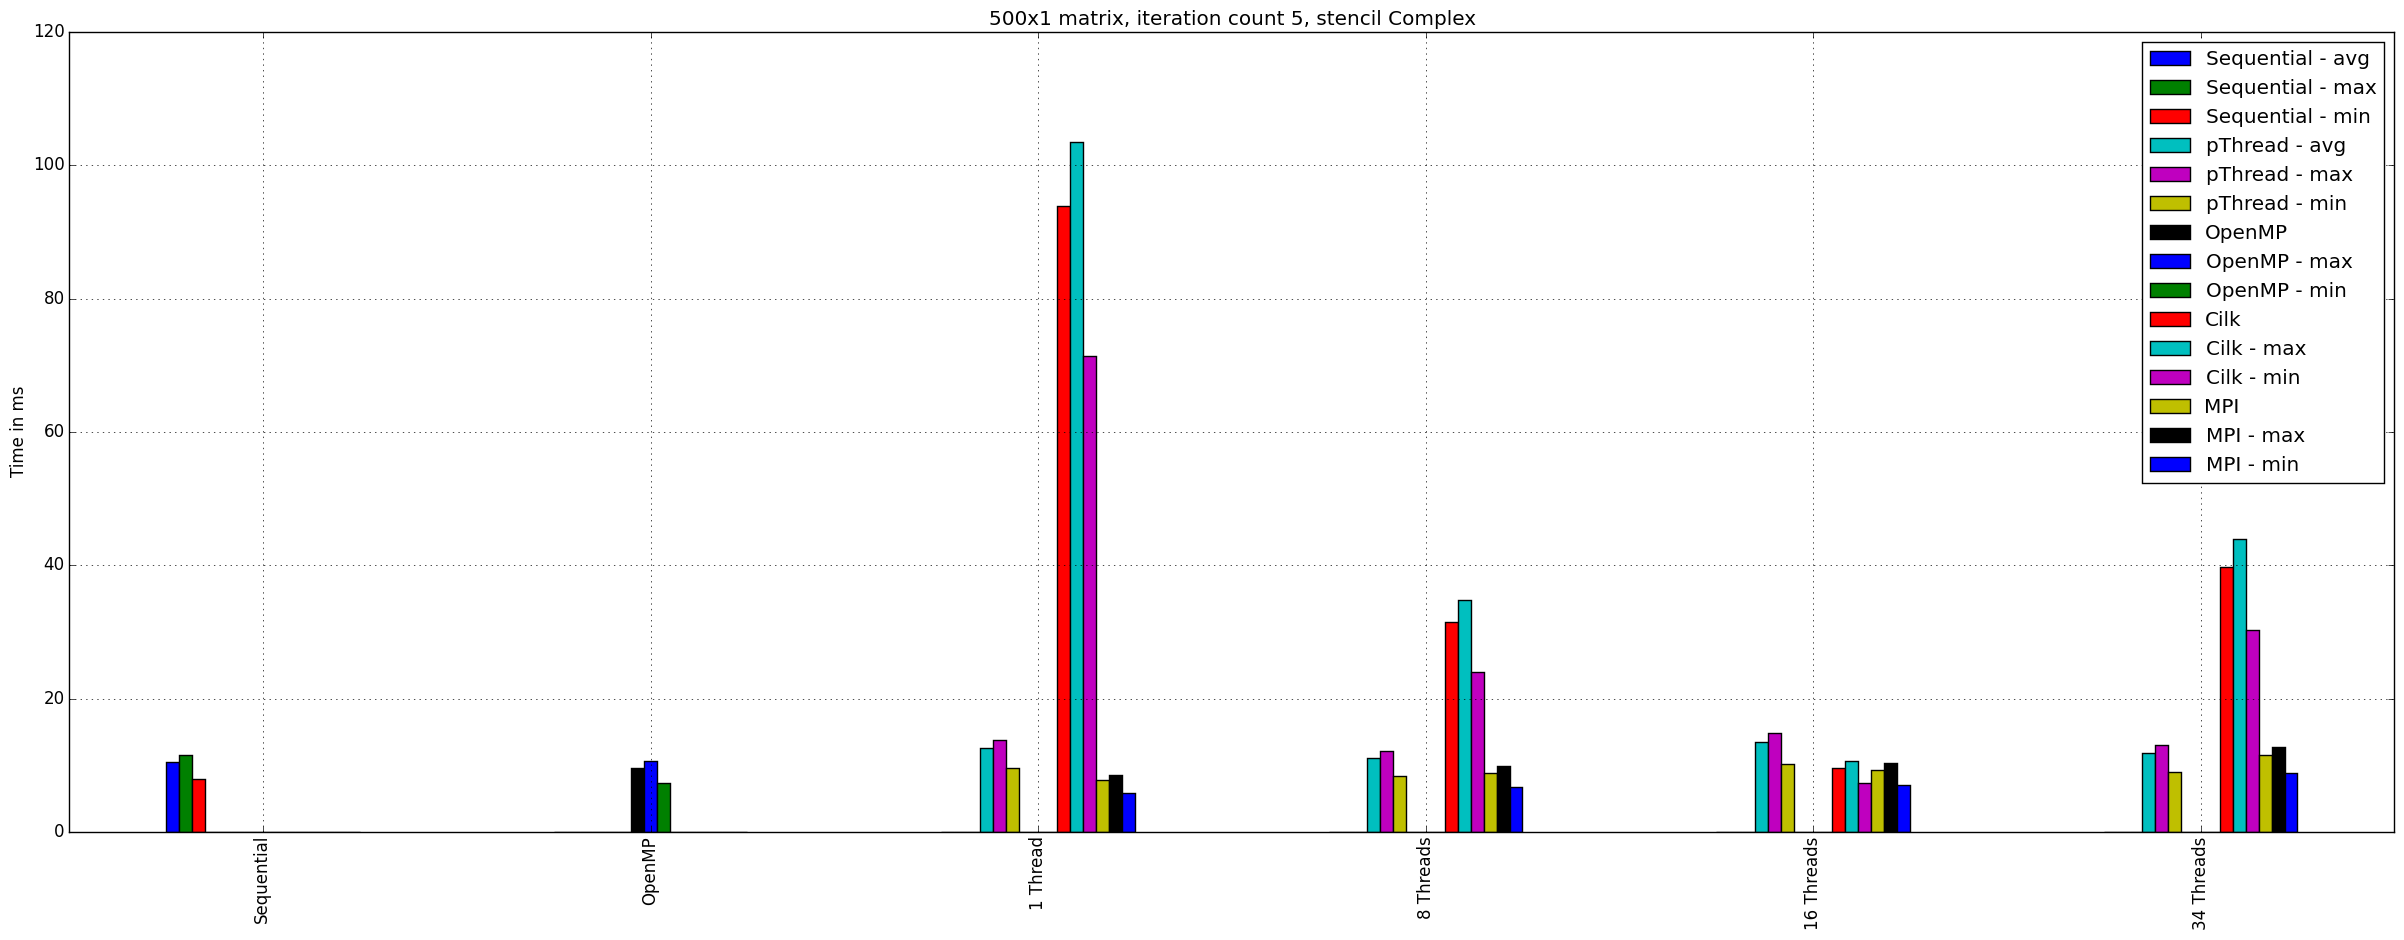 500x1 matrix, iteration count 5, stencil Complex
120
100
80
60
40
20
0
Time in ms
Sequential - avg
Sequential - max
Sequential - min
pThread - avg
pThread - max
pThread - min
OpenMP
OpenMP - max
OpenMP - min
Cilk
Cilk - max
Cilk - min
MPI
MPI - max
MPI - min
Sequential
OpenMP
1 Thread
8 Threads
16 Threads
34 Threads